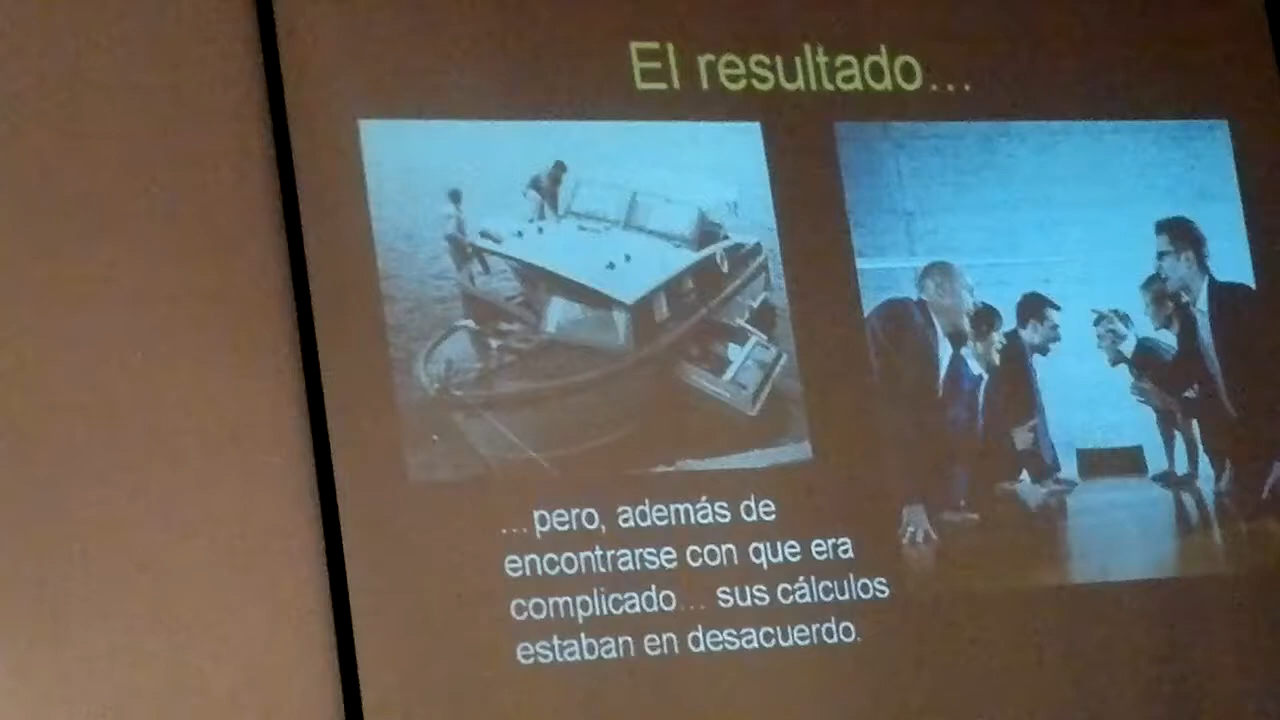 El resultado...
...pero, además de
encontrarse con que era
complicado... sus cálculos
estaban en desacuerdo.